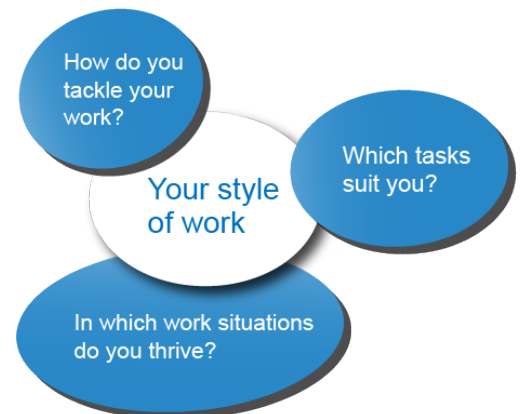 How do you
tackle your
work?
Which tasks
suit you?
Your style
of work
In which work situations
do you thrive?